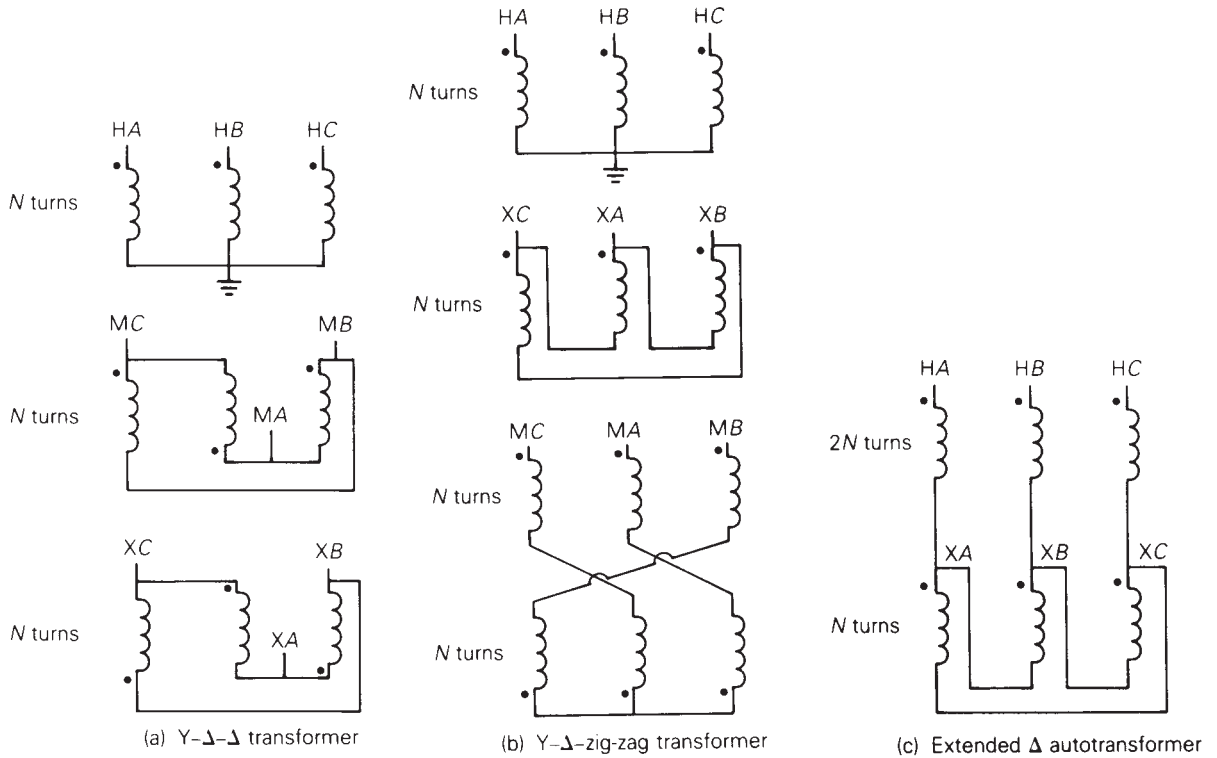 HA HB HC
N turns
MC MB
MA
N turns
XC XB
XA
N turns
(a) Y–Δ–Δ transformer
HA HB HC
N turns
XC XA XB
N turns
MC MA MB
N turns
N turns
(b) Y–Δ–zig-zag transformer
HA HB HC
2N turns
XA XB XC
N turns
(c) Extended Δ autotransformer